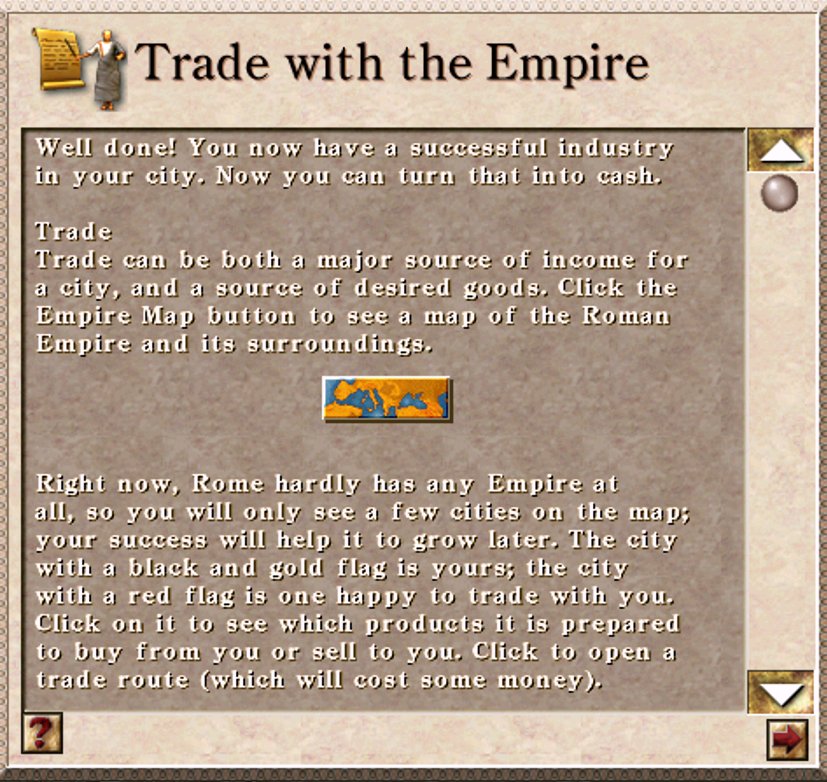 Trade with the Empire
Well done! You now have a successful industry
in your city. Now you can turn that into cash.
Trade
Trade can be both a major source of income for
a city, and a source of desired goods. Click the
Empire Map button to see a map of the Roman
Empire and its surroundings.
Right now, Rome hardly has any Empire at
all, so you will only see a few cities on the map;
your success will help it to grow later. The city
with a black and gold flag is yours; the city
with a red flag is one happy to trade with you.
Click on it to see which products it is prepared
to buy from you or sell to you. Click to open a
trade route (which will cost some money).
?